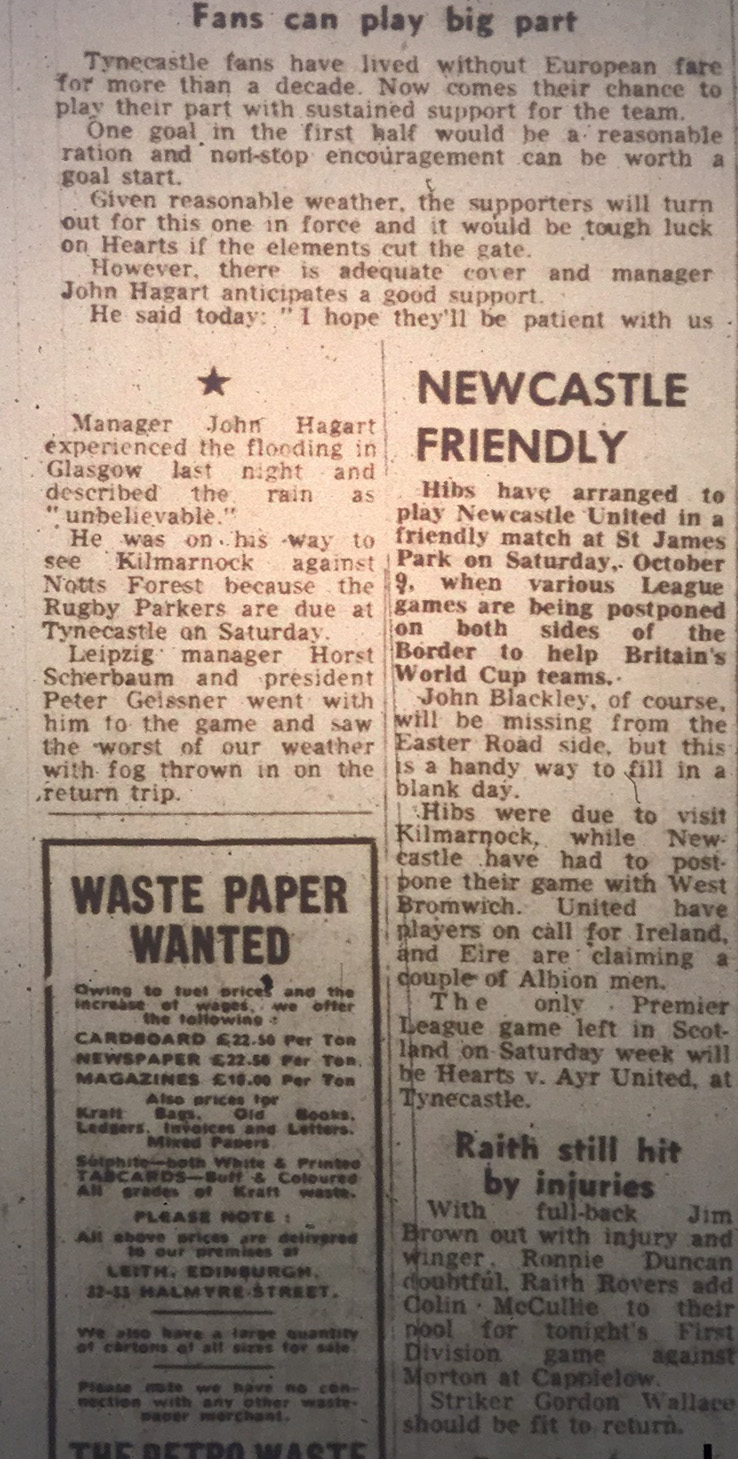 Fans can play big part
Tynecastle fans have lived without European fare
for more than a decade. Now comes their chance to
play their part with sustained support for the team.
One goal in the first half would be a reasonable
ration and non-stop encouragement can be worth a
goal start.
Given reasonable weather, the supporters will turn
out for this one in force and it would be tough luck
on Hearts if the elements cut the gate.
However, there is adequate cover and manager
John Hagart anticipates a good support.
He said today: "I hope they'll be patient with us
★
Manager John Hagart
experienced the flooding in
Glasgow last night and
described the rain as
"unbelievable."
He was on his way to
see Kilmarnock against
Notts Forest because the
Rugby Parkers are due at
Tynecastle on Saturday.
Leipzig manager Horst
Scherbaum and president
Peter Geissner went with
him to the game and saw
the worst of our weather
with fog thrown in on the
return trip.
WASTE PAPER
WANTED
Owing to fuel prices and the
increase of wages, we offer
the following :
CARDBOARD £22.50 Per Ton
NEWSPAPER £22.50 Per Ton
MAGAZINES £16.00 Per Ton
Also prices for
Kraft Bags, Old Books,
Ledgers, Invoices and Letters.
Mixed Papers
Sulphite—both White & Printed
TABCARDS—Buff & Coloured
All grades of Kraft waste.
PLEASE NOTE :
All above prices are delivered
to our premises at
LEITH, EDINBURGH,
HALMYRE STREET.
We also have a large quantity
of cartons of all sizes for sale
Please note we have no con-
nection with any other waste-
paper merchant.
THE PETRO WASTE
NEWCASTLE
FRIENDLY
Hibs have arranged to
play Newcastle United in a
friendly match at St James
Park on Saturday, October
9, when various League
games are being postponed
on both sides of the
Border to help Britain's
World Cup teams.
John Blackley, of course,
will be missing from the
Easter Road side, but this
is a handy way to fill in a
blank day.
Hibs were due to visit
Kilmarnock, while New-
castle have had to post-
pone their game with West
Bromwich. United have
players on call for Ireland,
and Eire are claiming a
couple of Albion men.
The only Premier
League game left in Scot-
land on Saturday week will
be Hearts v. Ayr United, at
Tynecastle.
Raith still hit
by injuries
With full-back Jim
Brown out with injury and
winger Ronnie Duncan
doubtful, Raith Rovers add
Colin McCullie to their
pool for tonight's First
Division game against
Morton at Cappielow.
Striker Gordon Wallace
should be fit to return.